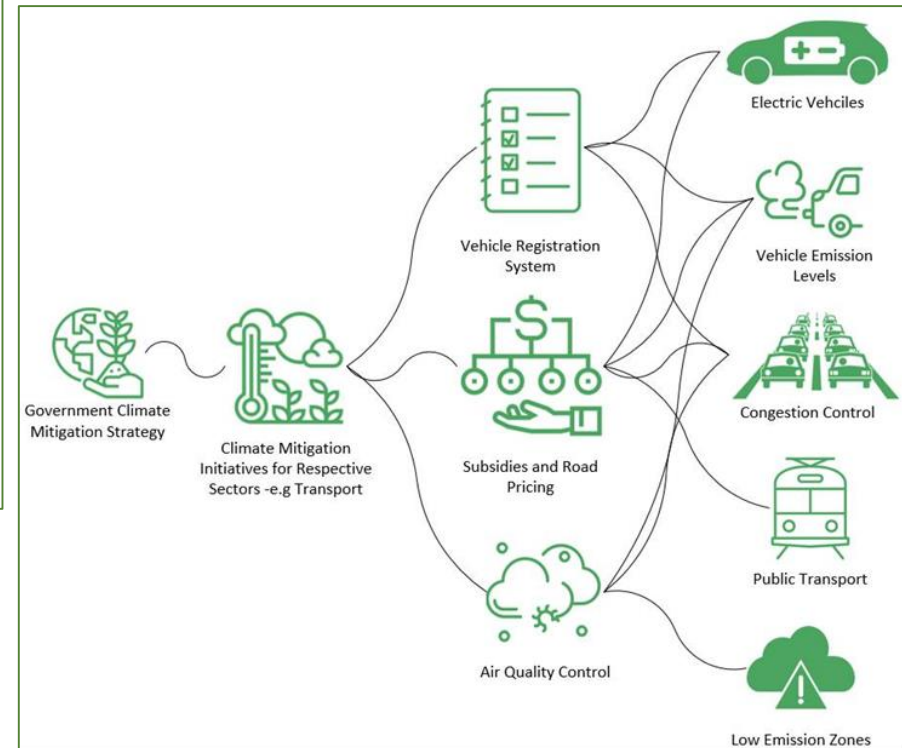 Government Climate
Mitigation Strategy
Climate Mitigation
Initiatives for Respective
Sectors -e.g Transport
Vehicle Registration
System
$
Subsidies and Road
Pricing
Air Quality Control
Electric Vehciles
Vehicle Emission
Levels
Congestion Control
Public Transport
Low Emission Zones